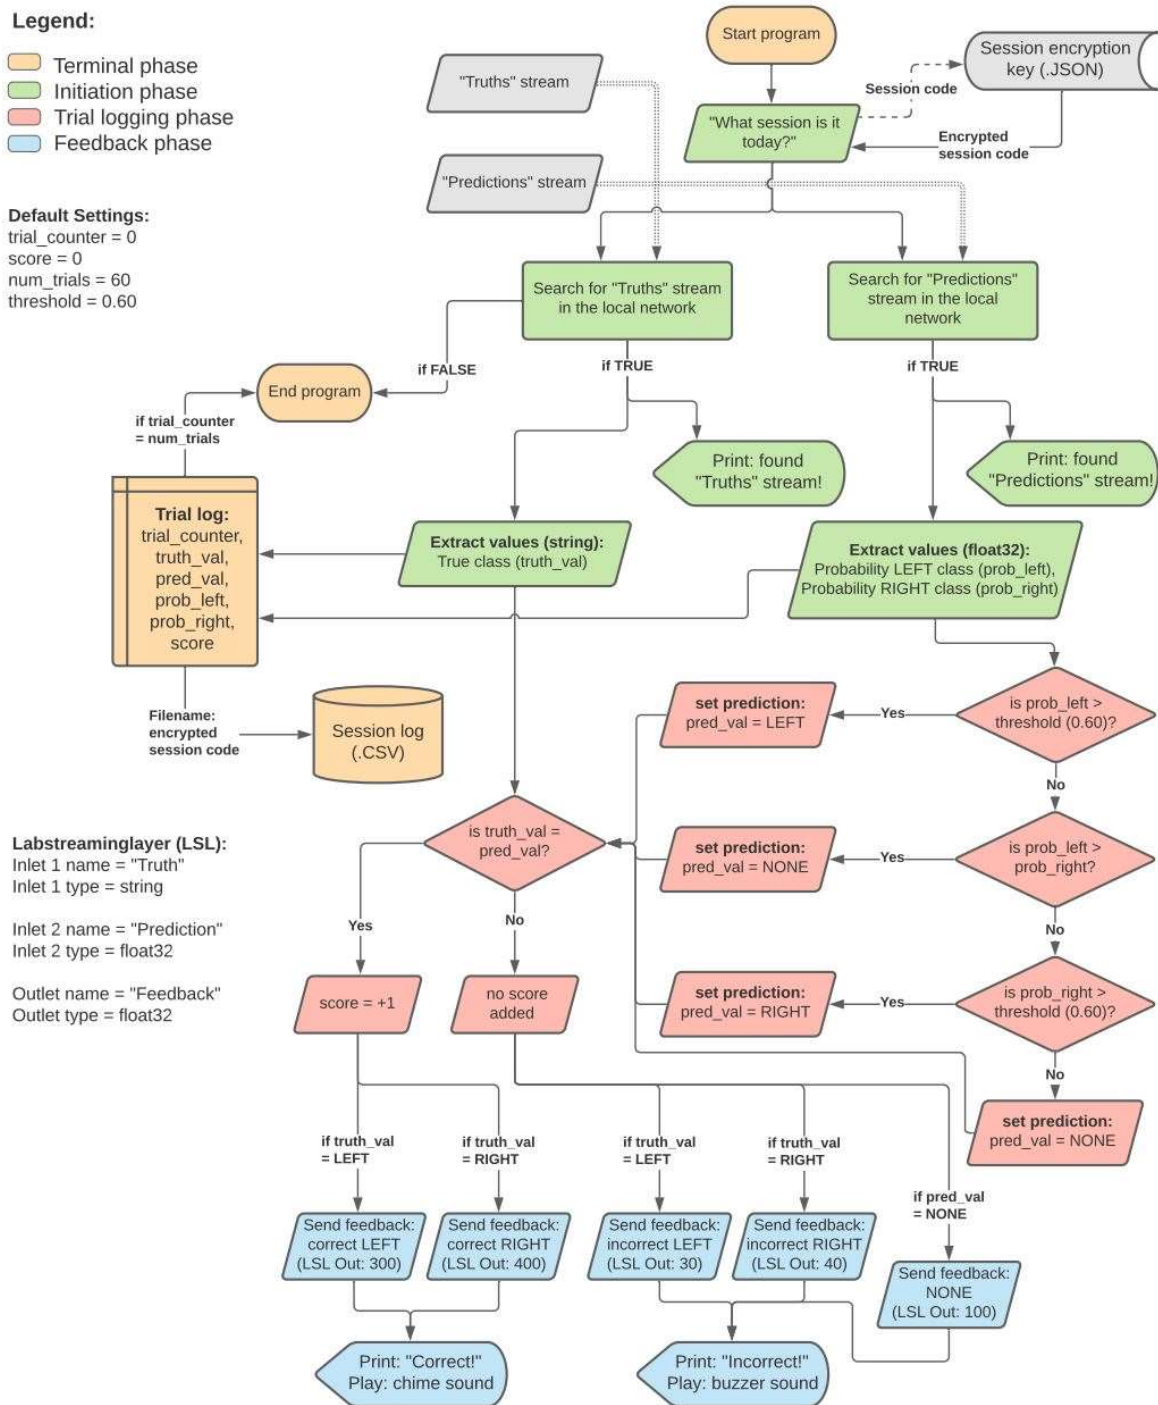 Legend:
Terminal phase
Initiation phase
Trial logging phase
Feedback phase
Default Settings:
trial_counter = 0
score = 0
num_trials = 60
threshold = 0.60
Start program
Session encryption
key (.JSON)
Session code
"Truths" stream
"What session is it
today?"
Encrypted
session code
"Predictions" stream
Search for "Truths" stream
in the local network
Search for "Predictions"
stream in the local
network
if FALSE
if TRUE
if TRUE
End program
if trial_counter
= num_trials
Print: found
"Truths" stream!
Print: found
"Predictions" stream!
Trial log:
trial_counter,
truth_val,
pred_val,
prob_left,
prob_right,
score
Extract values (string):
True class (truth_val)
Extract values (float32):
Probability LEFT class (prob_left),
Probability RIGHT class (prob_right)
Filename:
encrypted
session code
Session log
(.CSV)
set prediction:
pred_val = LEFT
Yes
is prob_left >
threshold (0.60)?
No
Labstreaminglayer (LSL):
Inlet 1 name = "Truth"
Inlet 1 type = string
Inlet 2 name = "Prediction"
Inlet 2 type = float32
Outlet name = "Feedback"
Outlet type = float32
is truth_val =
pred_val?
set prediction:
pred_val = NONE
Yes
is prob_left >
prob_right?
Yes
No
No
score = +1
no score
added
set prediction:
pred_val = RIGHT
Yes
is prob_right >
threshold (0.60)?
No
set prediction:
pred_val = NONE
if truth_val
= LEFT
if truth_val
= RIGHT
if truth_val
= LEFT
if truth_val
= RIGHT
if pred_val
= NONE
Send feedback:
correct LEFT
(LSL Out: 300)
Send feedback:
correct RIGHT
(LSL Out: 400)
Send feedback:
incorrect LEFT
(LSL Out: 30)
Send feedback:
incorrect RIGHT
(LSL Out: 40)
Send feedback:
NONE
(LSL Out: 100)
Print: "Correct!"
Play: chime sound
Print: "Incorrect!"
Play: buzzer sound